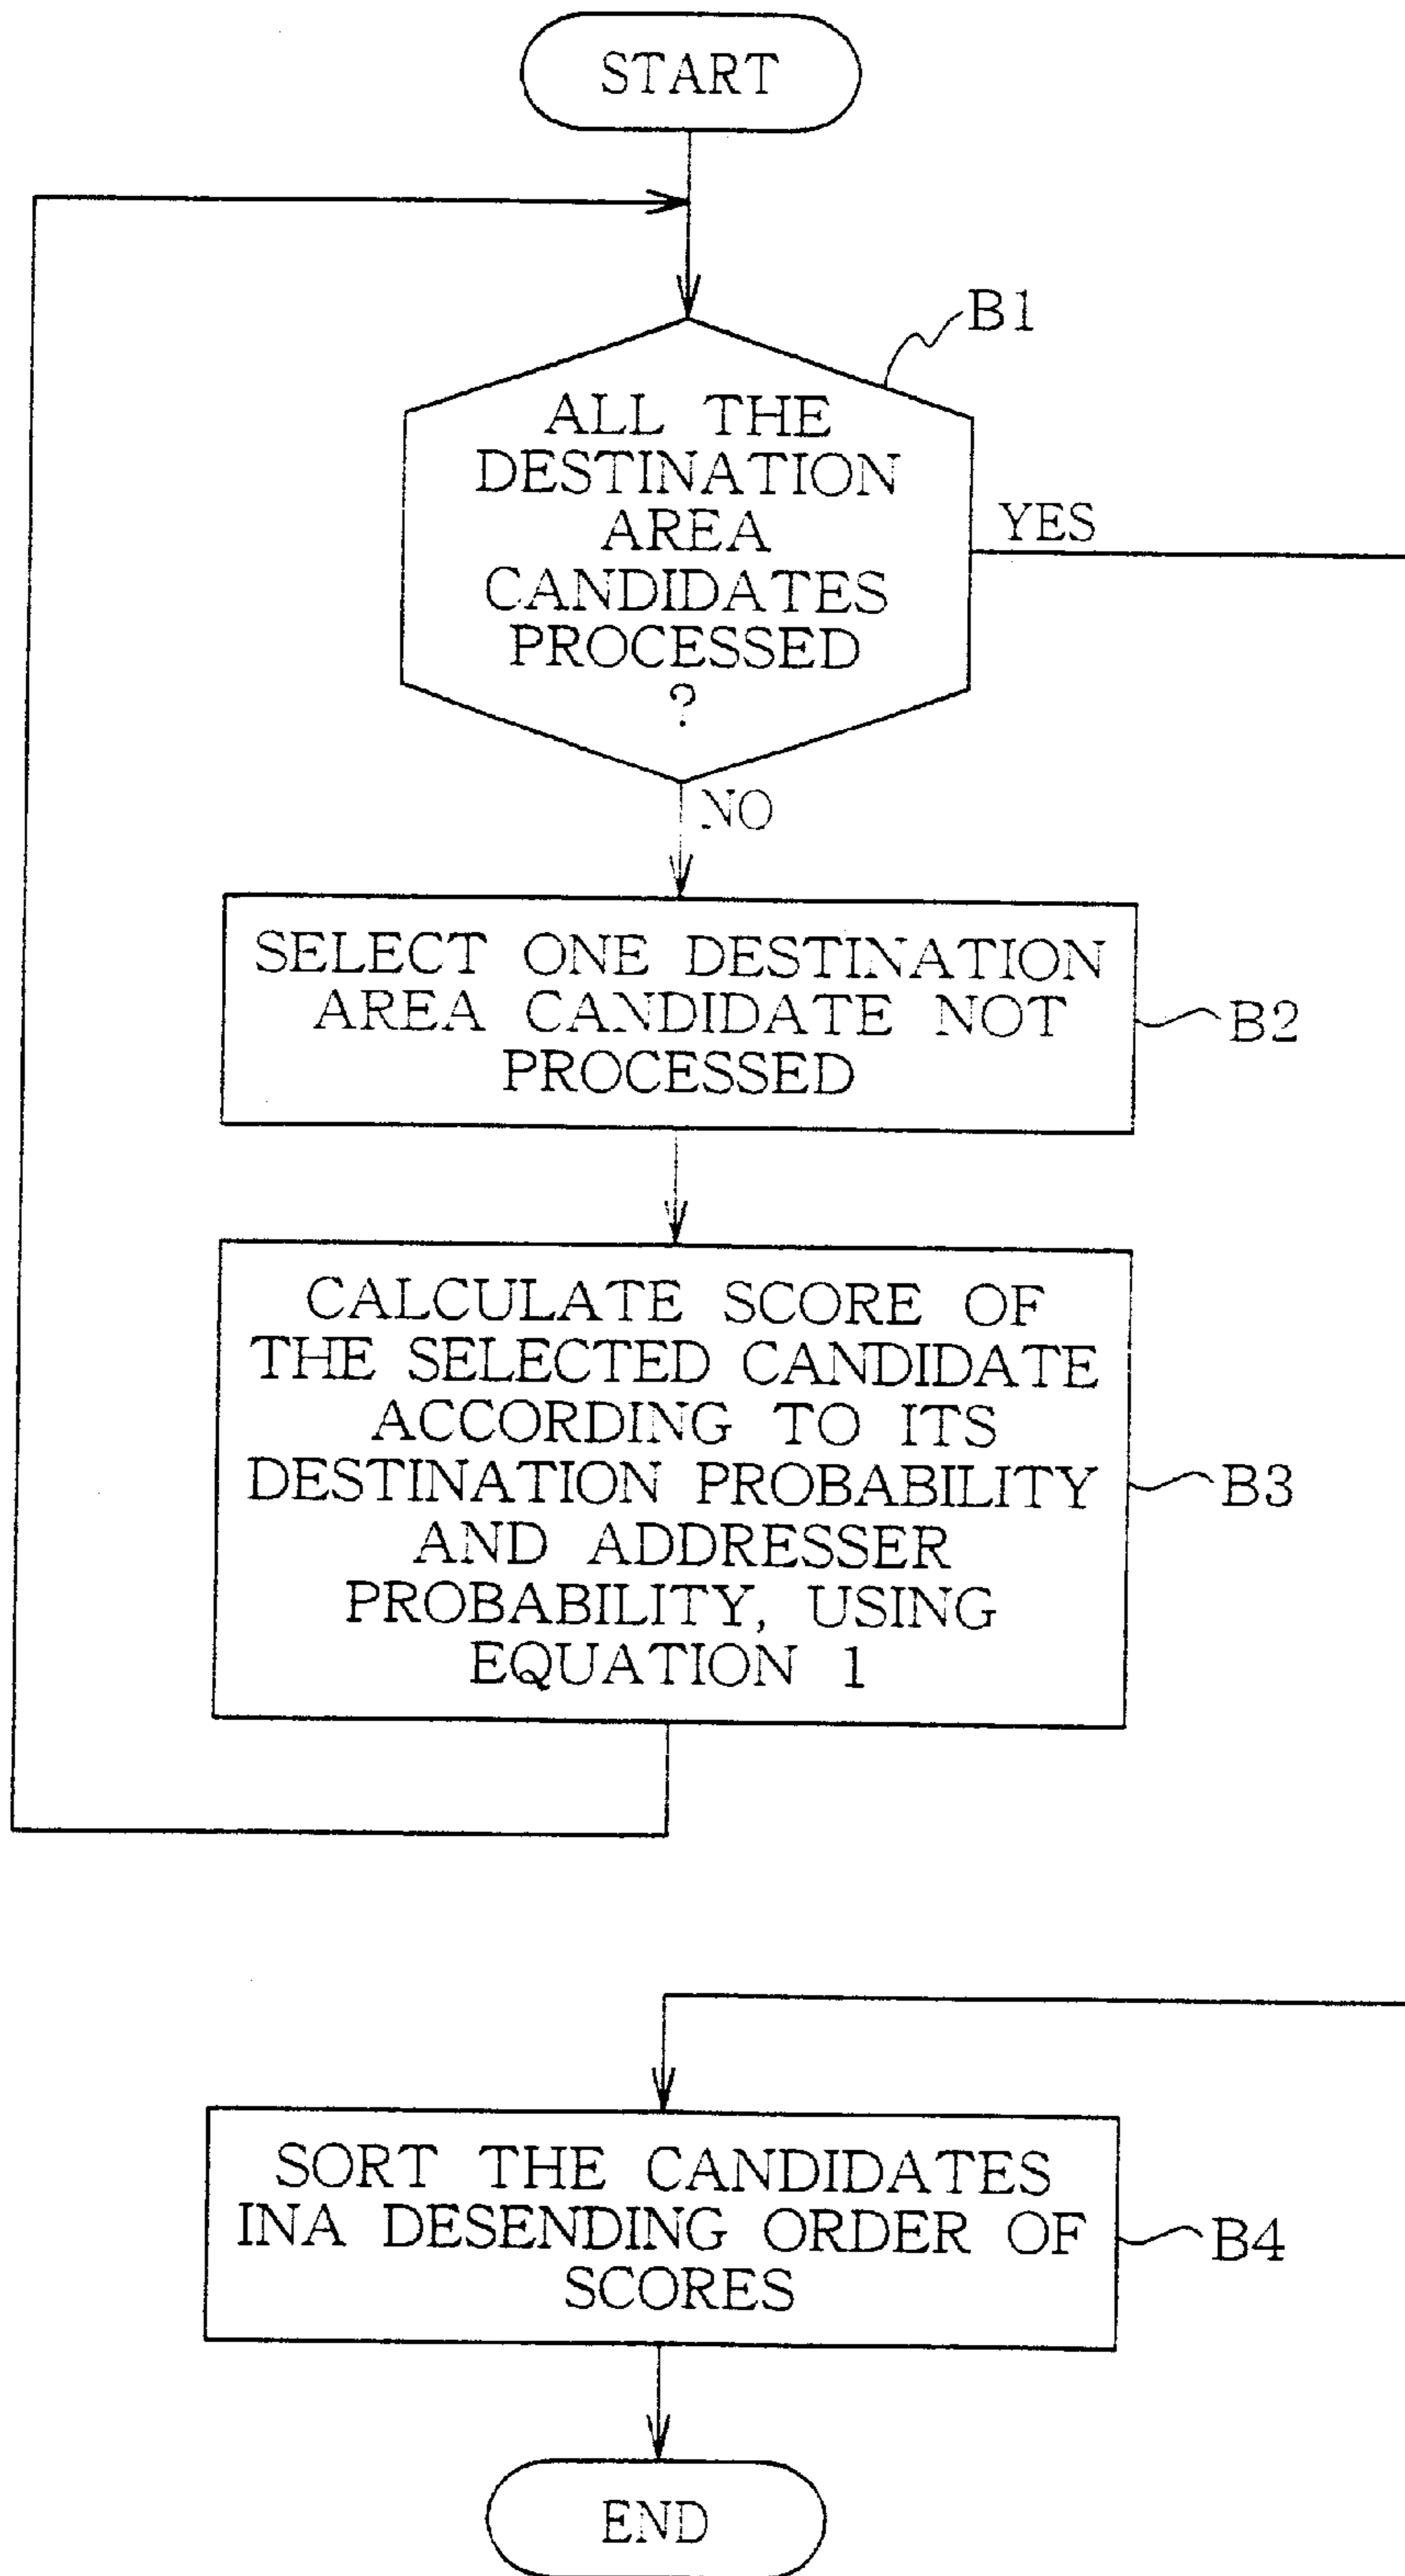 START
B1
ALL THE
DESTINATION
AREA
CANDIDATES
PROCESSED
?
YES
NO
SELECT ONE DESTINATION
AREA CANDIDATE NOT
PROCESSED
B2
CALCULATE SCORE OF
THE SELECTED CANDIDATE
ACCORDING TO ITS
DESTINATION PROBABILITY
AND ADDRESSER
PROBABILITY, USING
EQUATION 1
B3
SORT THE CANDIDATES
INA DESENDING ORDER OF
SCORES
B4
END